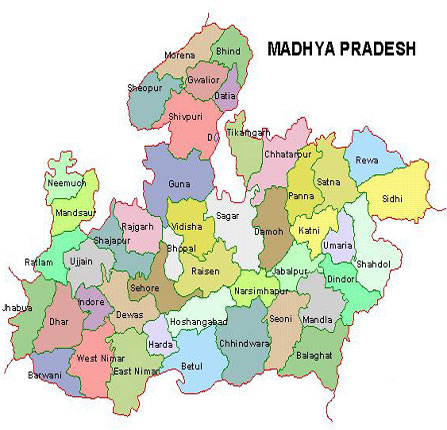 MADHYA PRADESH
Bhind
Morena
Gwalior
Sheopur
Datia
Shivpuri
D(
Tikamgarh
Chhatarpur
Rewa
Guna
Satna
Neemuch
Panna
Sidhi
Mandsaur
Sagar
Rajgarh
Vidisha
Damoh
Katni
Shajapur
Umaria
Bhopal
Ratlam
Ujjain
Raisen
Jabalpur
Shahdol
Dindori
Sehore
Narsimhapur
Jhabua
Indore
Dewas
Dhar
Hoshangabad
Seoni
Mandla
Harda
Chhindwara
West Nimar
Balaghat
Betul
East Nimar
Barwani